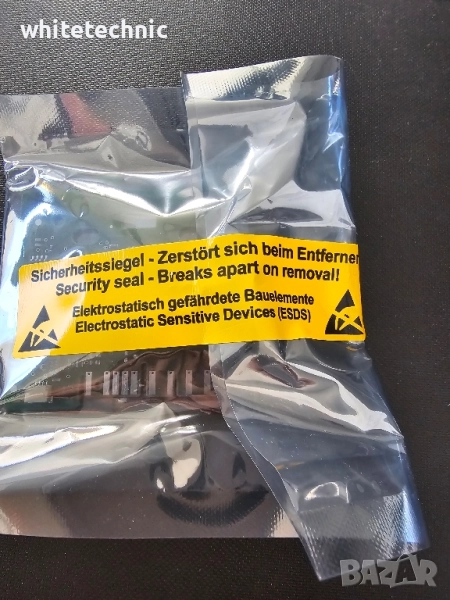 whitetechnic
Sicherheitssiegel - Zerstört sich beim Entfernen
Security seal - Breaks apart on removal!
Elektrostatisch gefährdete Bauelemente
Electrostatic Sensitive Devices (ESDS)
BAZAR